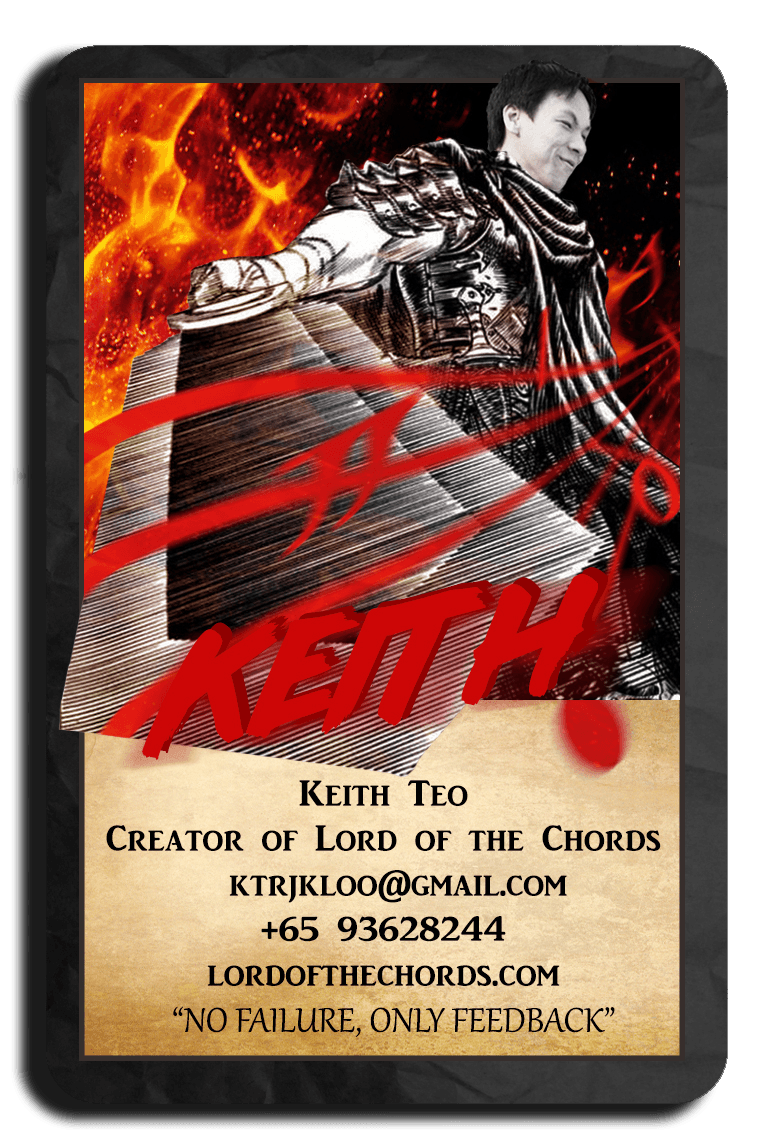 KEITH
Keith Teo
Creator of Lord of the Chords
ktrjkloo@gmail.com
+65 93628244
lordofthechords.com
“NO FAILURE, ONLY FEEDBACK”